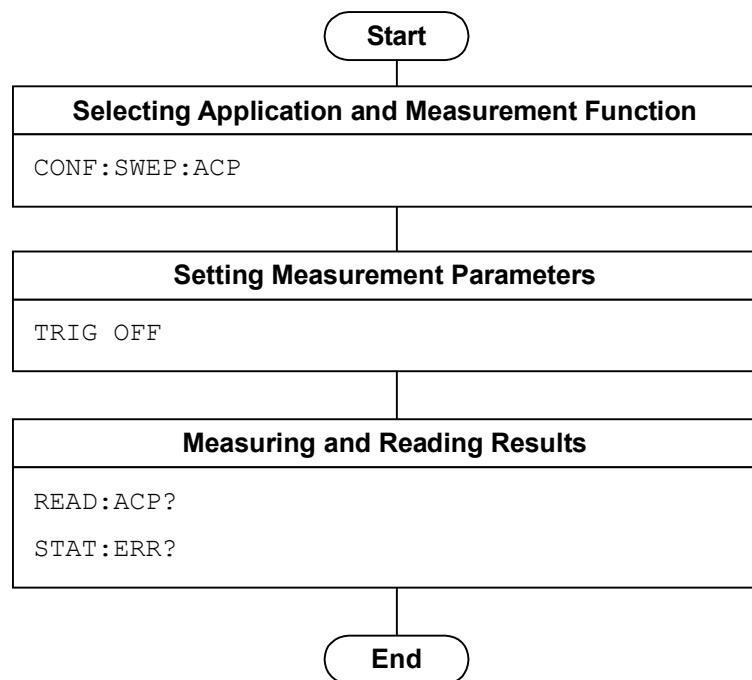 Start
Selecting Application and Measurement Function
CONF:SWEP:ACP
Setting Measurement Parameters
TRIG OFF
Measuring and Reading Results
READ:ACP?
STAT:ERR?
End